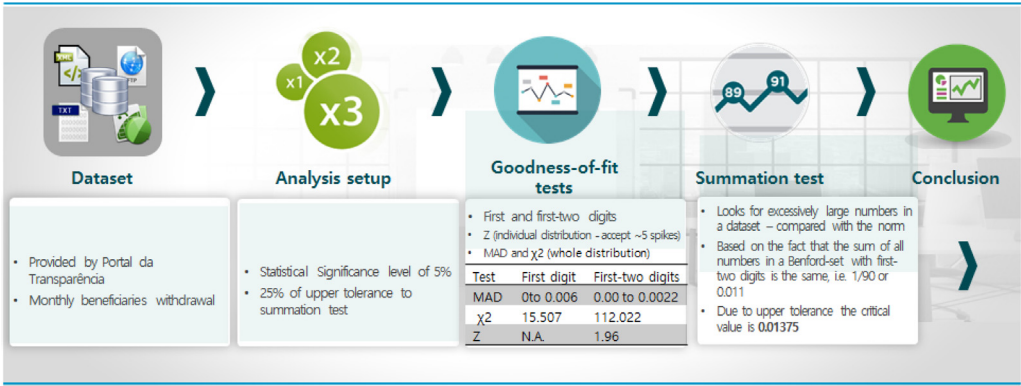 XML
</>
FTP
TXT
x1
x2
x3
89
91
Dataset
Analysis setup
Goodness-of-fit
tests
Summation test
Conclusion
• Provided by Portal da
Transparência
• Monthly beneficiaries withdrawal
• Statistical Significance level of 5%
• 25% of upper tolerance to
summation test
• First and first-two digits
• Z (individual distribution - accept ~5 spikes)
• MAD and χ2 (whole distribution)
Test First digit First-two digits
MAD 0to 0.006 0.00 to 0.0022
χ2 15.507 112.022
Z N.A. 1.96
• Looks for excessively large numbers in
a dataset – compared with the norm
• Based on the fact that the sum of all
numbers in a Benford-set with first-
two digits is the same, i.e. 1/90 or
0.011
• Due to upper tolerance the critical
value is 0.01375